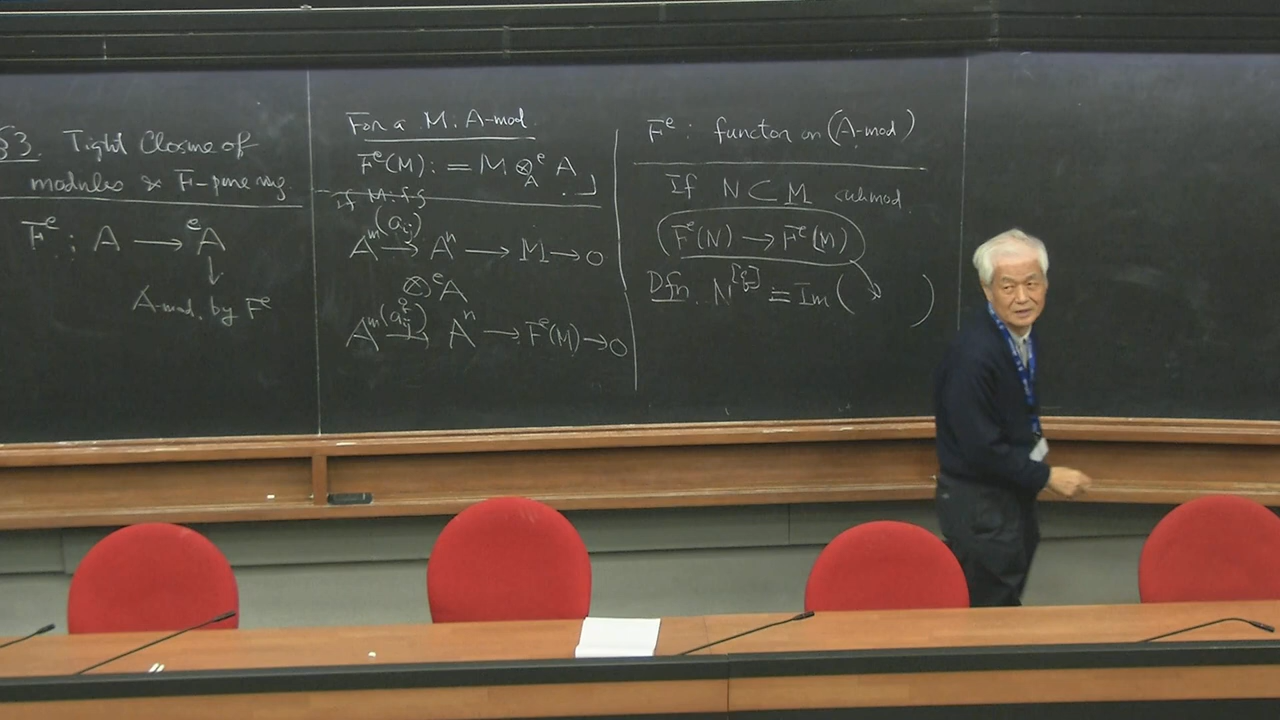 §3. Tight Closure of
modules & F-pure ring.
F^e : A → ^eA
↓
A-mod. by F^e
For a M : A-mod.
F^e(M) := M ⊗_A ^eA
if M : f.g
A^m →(a_ij) A^n → M → 0
⊗ ^eA
A^m →(a_ij^q) A^n → F^e(M) → 0
F^e : functor on (A-mod)
If N ⊂ M submod.
(F^e(N) → F^e(M))
Dfn. N^[q] = Im( )